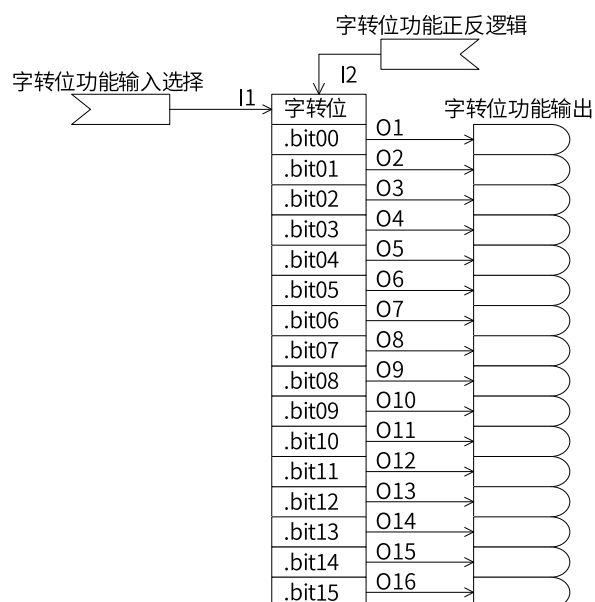 字转位功能正反逻辑
I2
字转位功能输入选择
I1
字转位
字转位功能输出
.bit00 O1
.bit01 O2
.bit02 O3
.bit03 O4
.bit04 O5
.bit05 O6
.bit06 O7
.bit07 O8
.bit08 O9
.bit09 O10
.bit10 O11
.bit11 O12
.bit12 O13
.bit13 O14
.bit14 O15
.bit15 O16